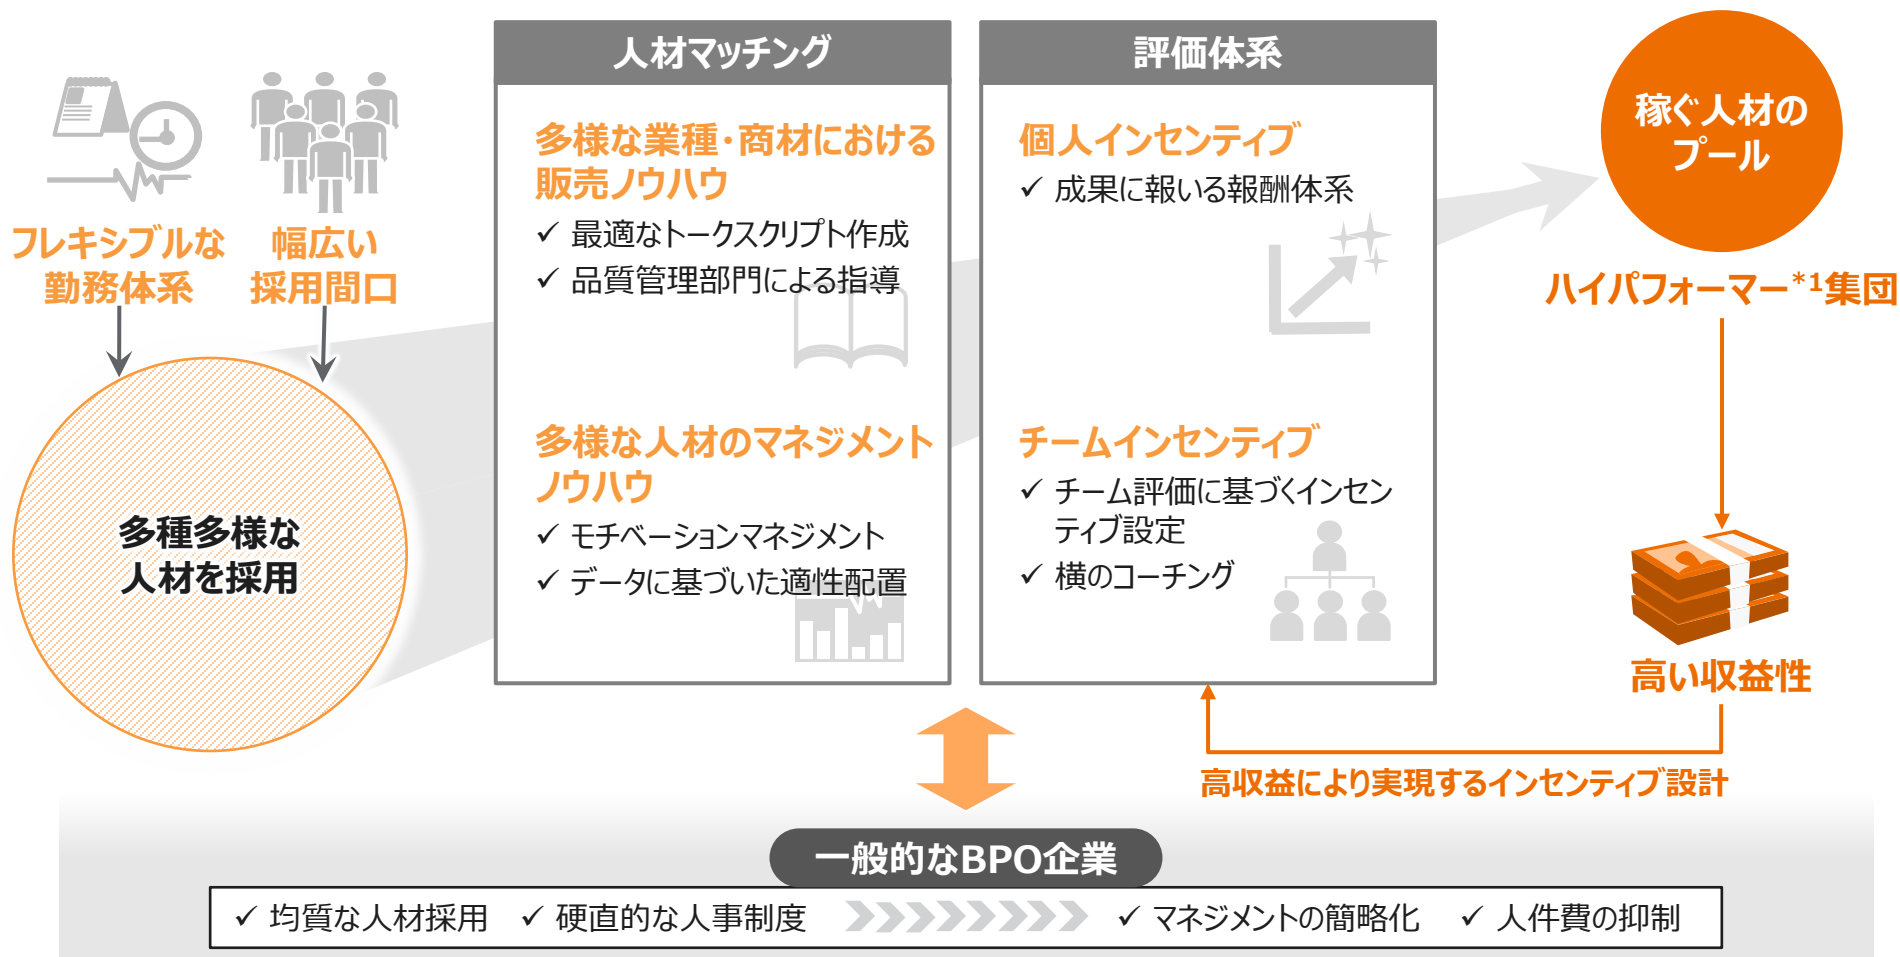 フレキシブルな
勤務体系
幅広い
採用間口
多種多様な
人材を採用
人材マッチング
多様な業種・商材における
販売ノウハウ
✓ 最適なトークスクリプト作成
✓ 品質管理部門による指導
多様な人材のマネジメント
ノウハウ
✓ モチベーションマネジメント
✓ データに基づいた適性配置
評価体系
個人インセンティブ
✓ 成果に報いる報酬体系
チームインセンティブ
✓ チーム評価に基づくインセン
ティブ設定
✓ 横のコーチング
稼ぐ人材の
プール
ハイパフォーマー*1集団
高い収益性
高収益により実現するインセンティブ設計
一般的なBPO企業
✓ 均質な人材採用 ✓ 硬直的な人事制度 ✓ マネジメントの簡略化 ✓ 人件費の抑制